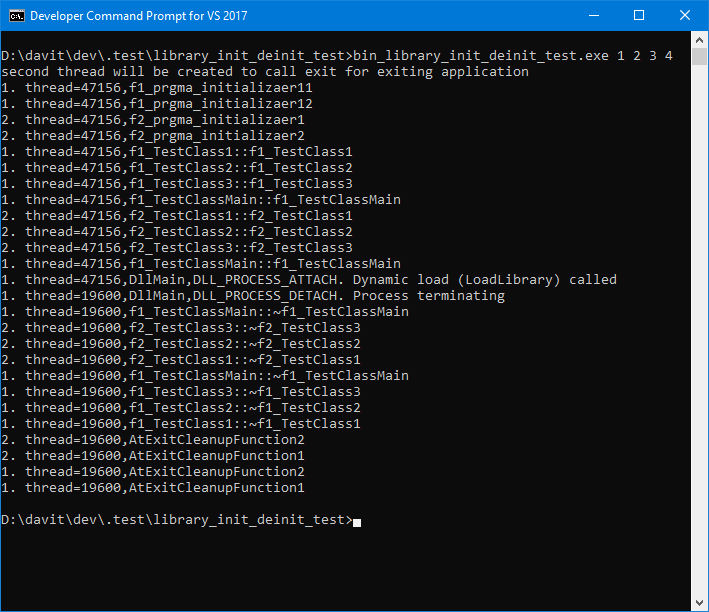 Developer Command Prompt for VS 2017
D:\davit\dev\.test\library_init_deinit_test>bin_library_init_deinit_test.exe 1 2 3 4
second thread will be created to call exit for exiting application
1. thread=47156,f1_prgma_initializaer11
1. thread=47156,f1_prgma_initializaer12
2. thread=47156,f2_prgma_initializaer1
2. thread=47156,f2_prgma_initializaer2
1. thread=47156,f1_TestClass1::f1_TestClass1
1. thread=47156,f1_TestClass2::f1_TestClass2
1. thread=47156,f1_TestClass3::f1_TestClass3
1. thread=47156,f1_TestClassMain::f1_TestClassMain
2. thread=47156,f2_TestClass1::f2_TestClass1
2. thread=47156,f2_TestClass2::f2_TestClass2
2. thread=47156,f2_TestClass3::f2_TestClass3
1. thread=47156,f1_TestClassMain::f1_TestClassMain
1. thread=47156,DllMain,DLL_PROCESS_ATTACH. Dynamic load (LoadLibrary) called
1. thread=19600,DllMain,DLL_PROCESS_DETACH. Process terminating
1. thread=19600,f1_TestClassMain::~f1_TestClassMain
2. thread=19600,f2_TestClass3::~f2_TestClass3
2. thread=19600,f2_TestClass2::~f2_TestClass2
2. thread=19600,f2_TestClass1::~f2_TestClass1
1. thread=19600,f1_TestClassMain::~f1_TestClassMain
1. thread=19600,f1_TestClass3::~f1_TestClass3
1. thread=19600,f1_TestClass2::~f1_TestClass2
1. thread=19600,f1_TestClass1::~f1_TestClass1
2. thread=19600,AtExitCleanupFunction2
2. thread=19600,AtExitCleanupFunction1
1. thread=19600,AtExitCleanupFunction2
1. thread=19600,AtExitCleanupFunction1
D:\davit\dev\.test\library_init_deinit_test>